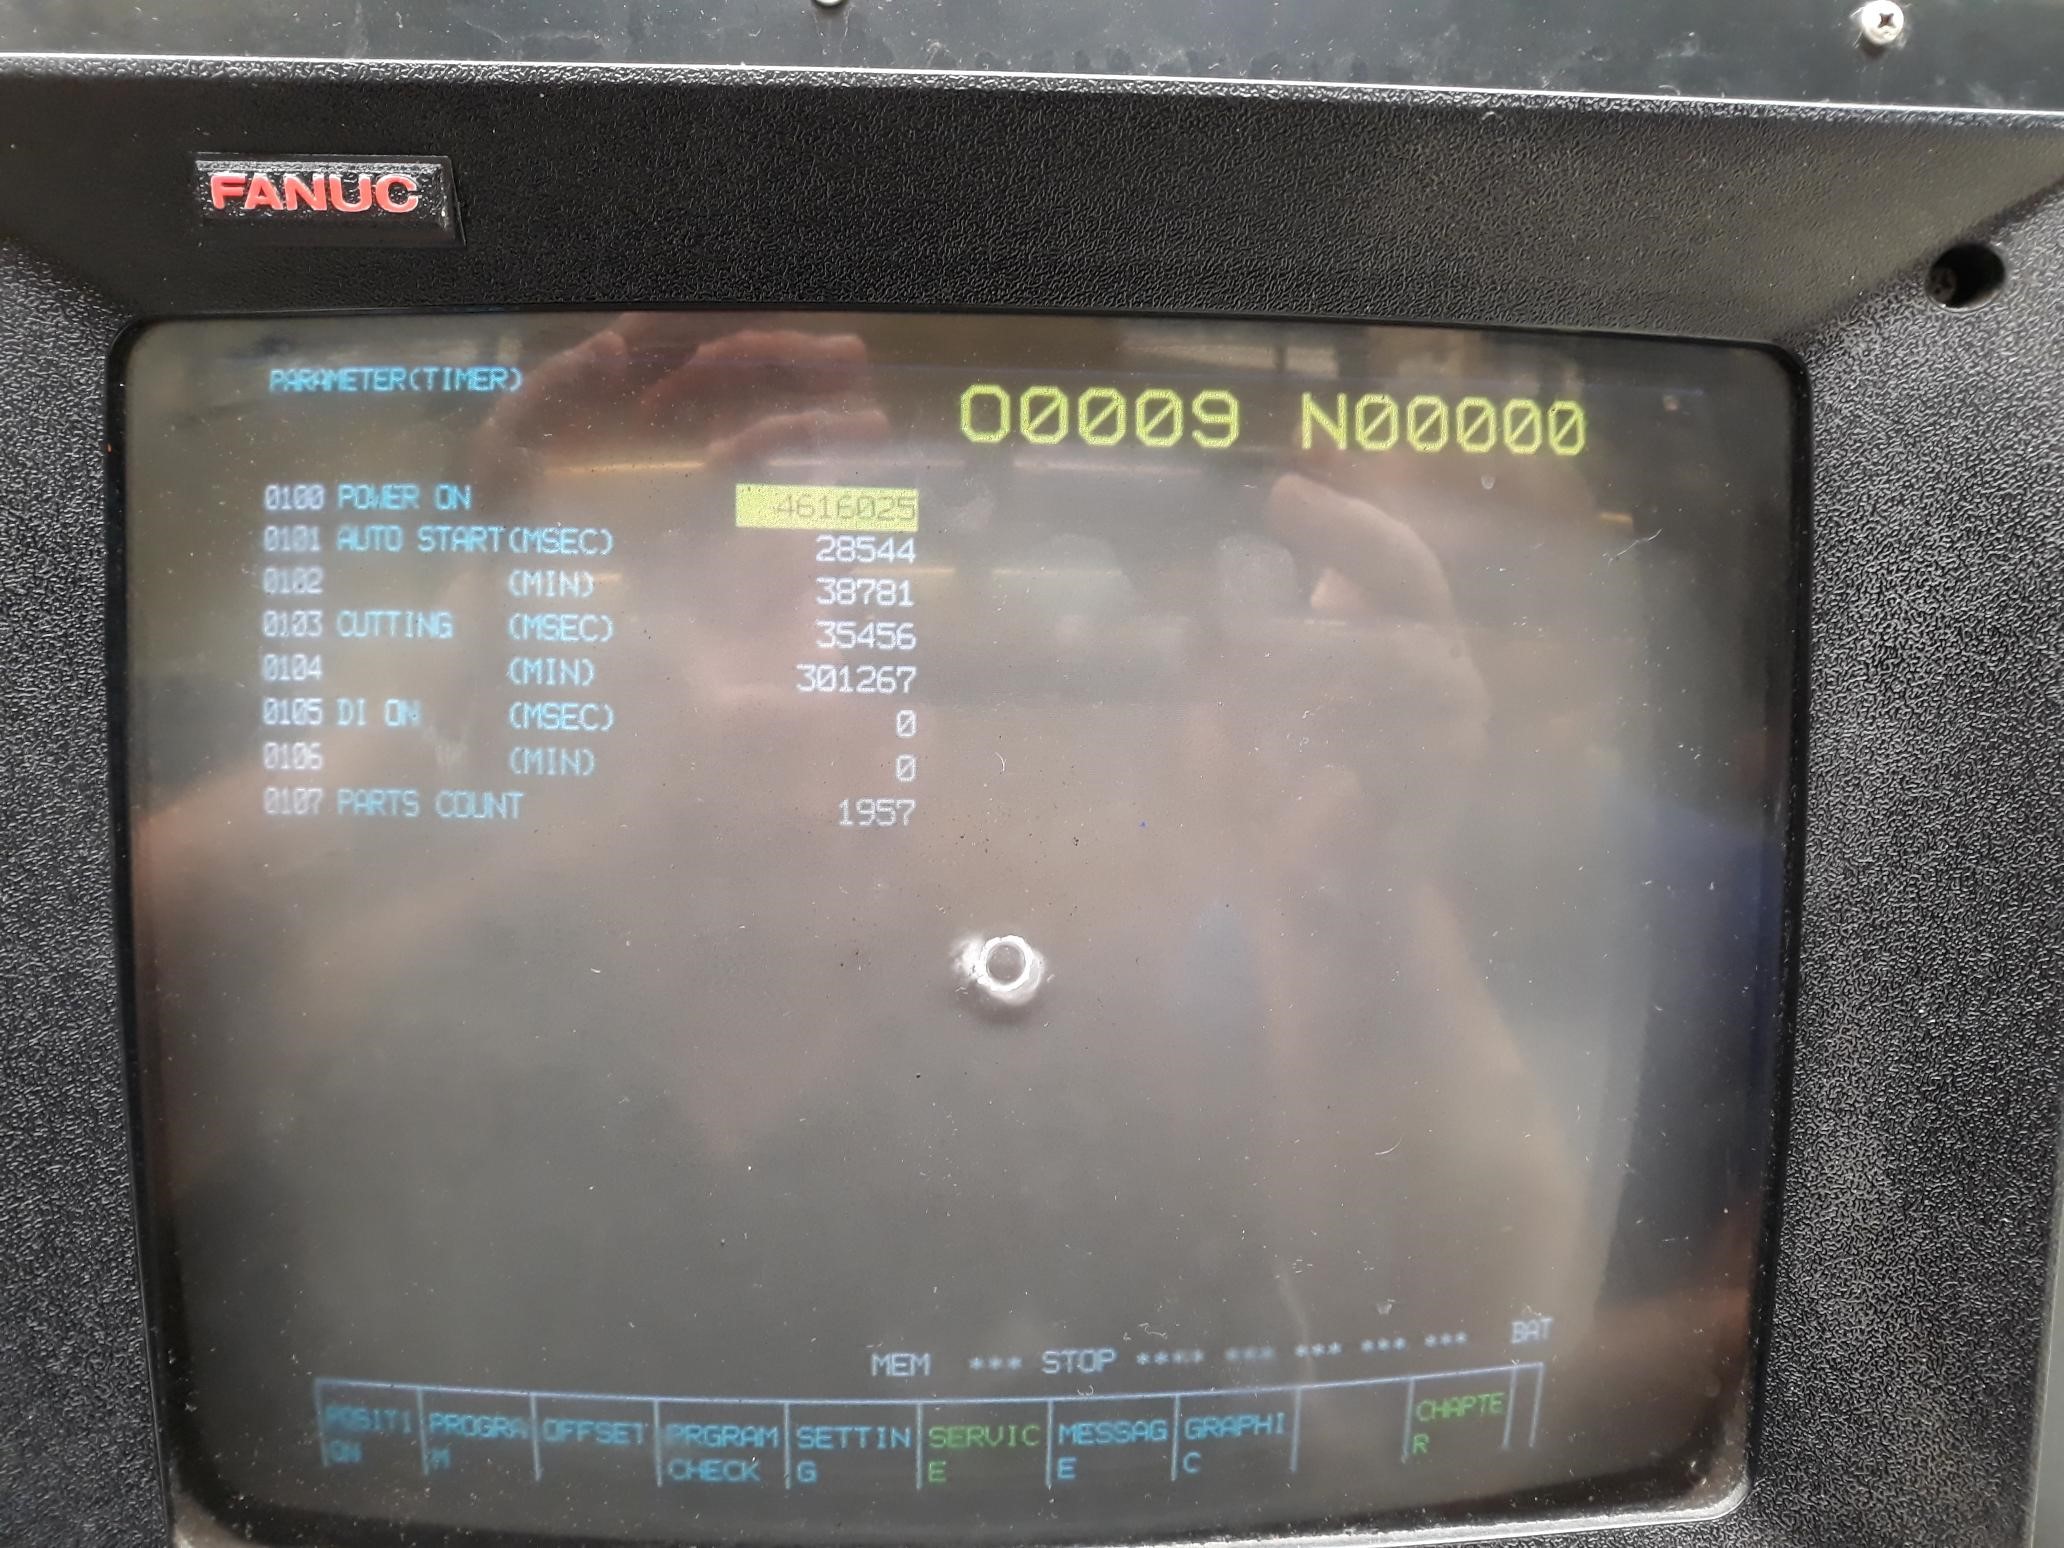 FANUC
PARAMETER(TIMER)
O0009 N00000
0100 POWER ON 4616025
0101 AUTO START(MSEC) 28544
0102 (MIN) 38781
0103 CUTTING (MSEC) 35456
0104 (MIN) 301267
0105 DI ON (MSEC) 0
0106 (MIN) 0
0107 PARTS COUNT 1957
MEM *** STOP **** *** *** *** *** BAT
POSITI PROGRA OFFSET PRGRAM SETTIN SERVIC MESSAG GRAPHI CHAPTE
ON M CHECK G E E C R